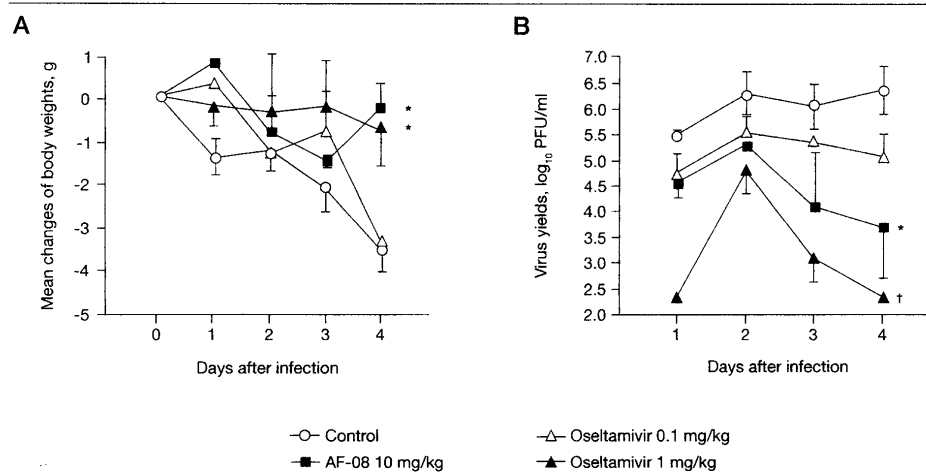 A
Mean changes of body weights, g
1
0
-1
-2
-3
-4
-5
0 1 2 3 4
Days after infection
*
*
B
Virus yields, log10 PFU/ml
7.0
6.5
6.0
5.5
5.0
4.5
4.0
3.5
3.0
2.5
2.0
1 2 3 4
Days after infection
*
†
Control
AF-08 10 mg/kg
Oseltamivir 0.1 mg/kg
Oseltamivir 1 mg/kg